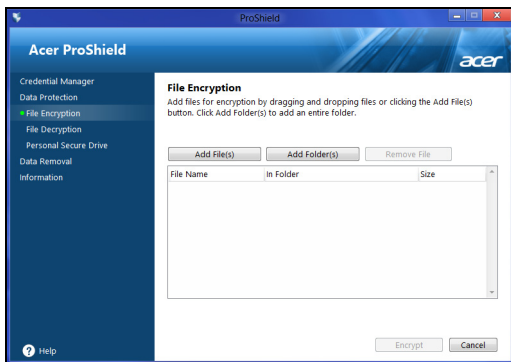 ProShield
Acer ProShield
acer
Credential Manager
Data Protection
File Encryption
File Decryption
Personal Secure Drive
Data Removal
Information
Help
File Encryption
Add files for encryption by dragging and dropping files or clicking the Add File(s)
button. Click Add Folder(s) to add an entire folder.
Add File(s) Add Folder(s) Remove File
File Name In Folder Size
Encrypt Cancel